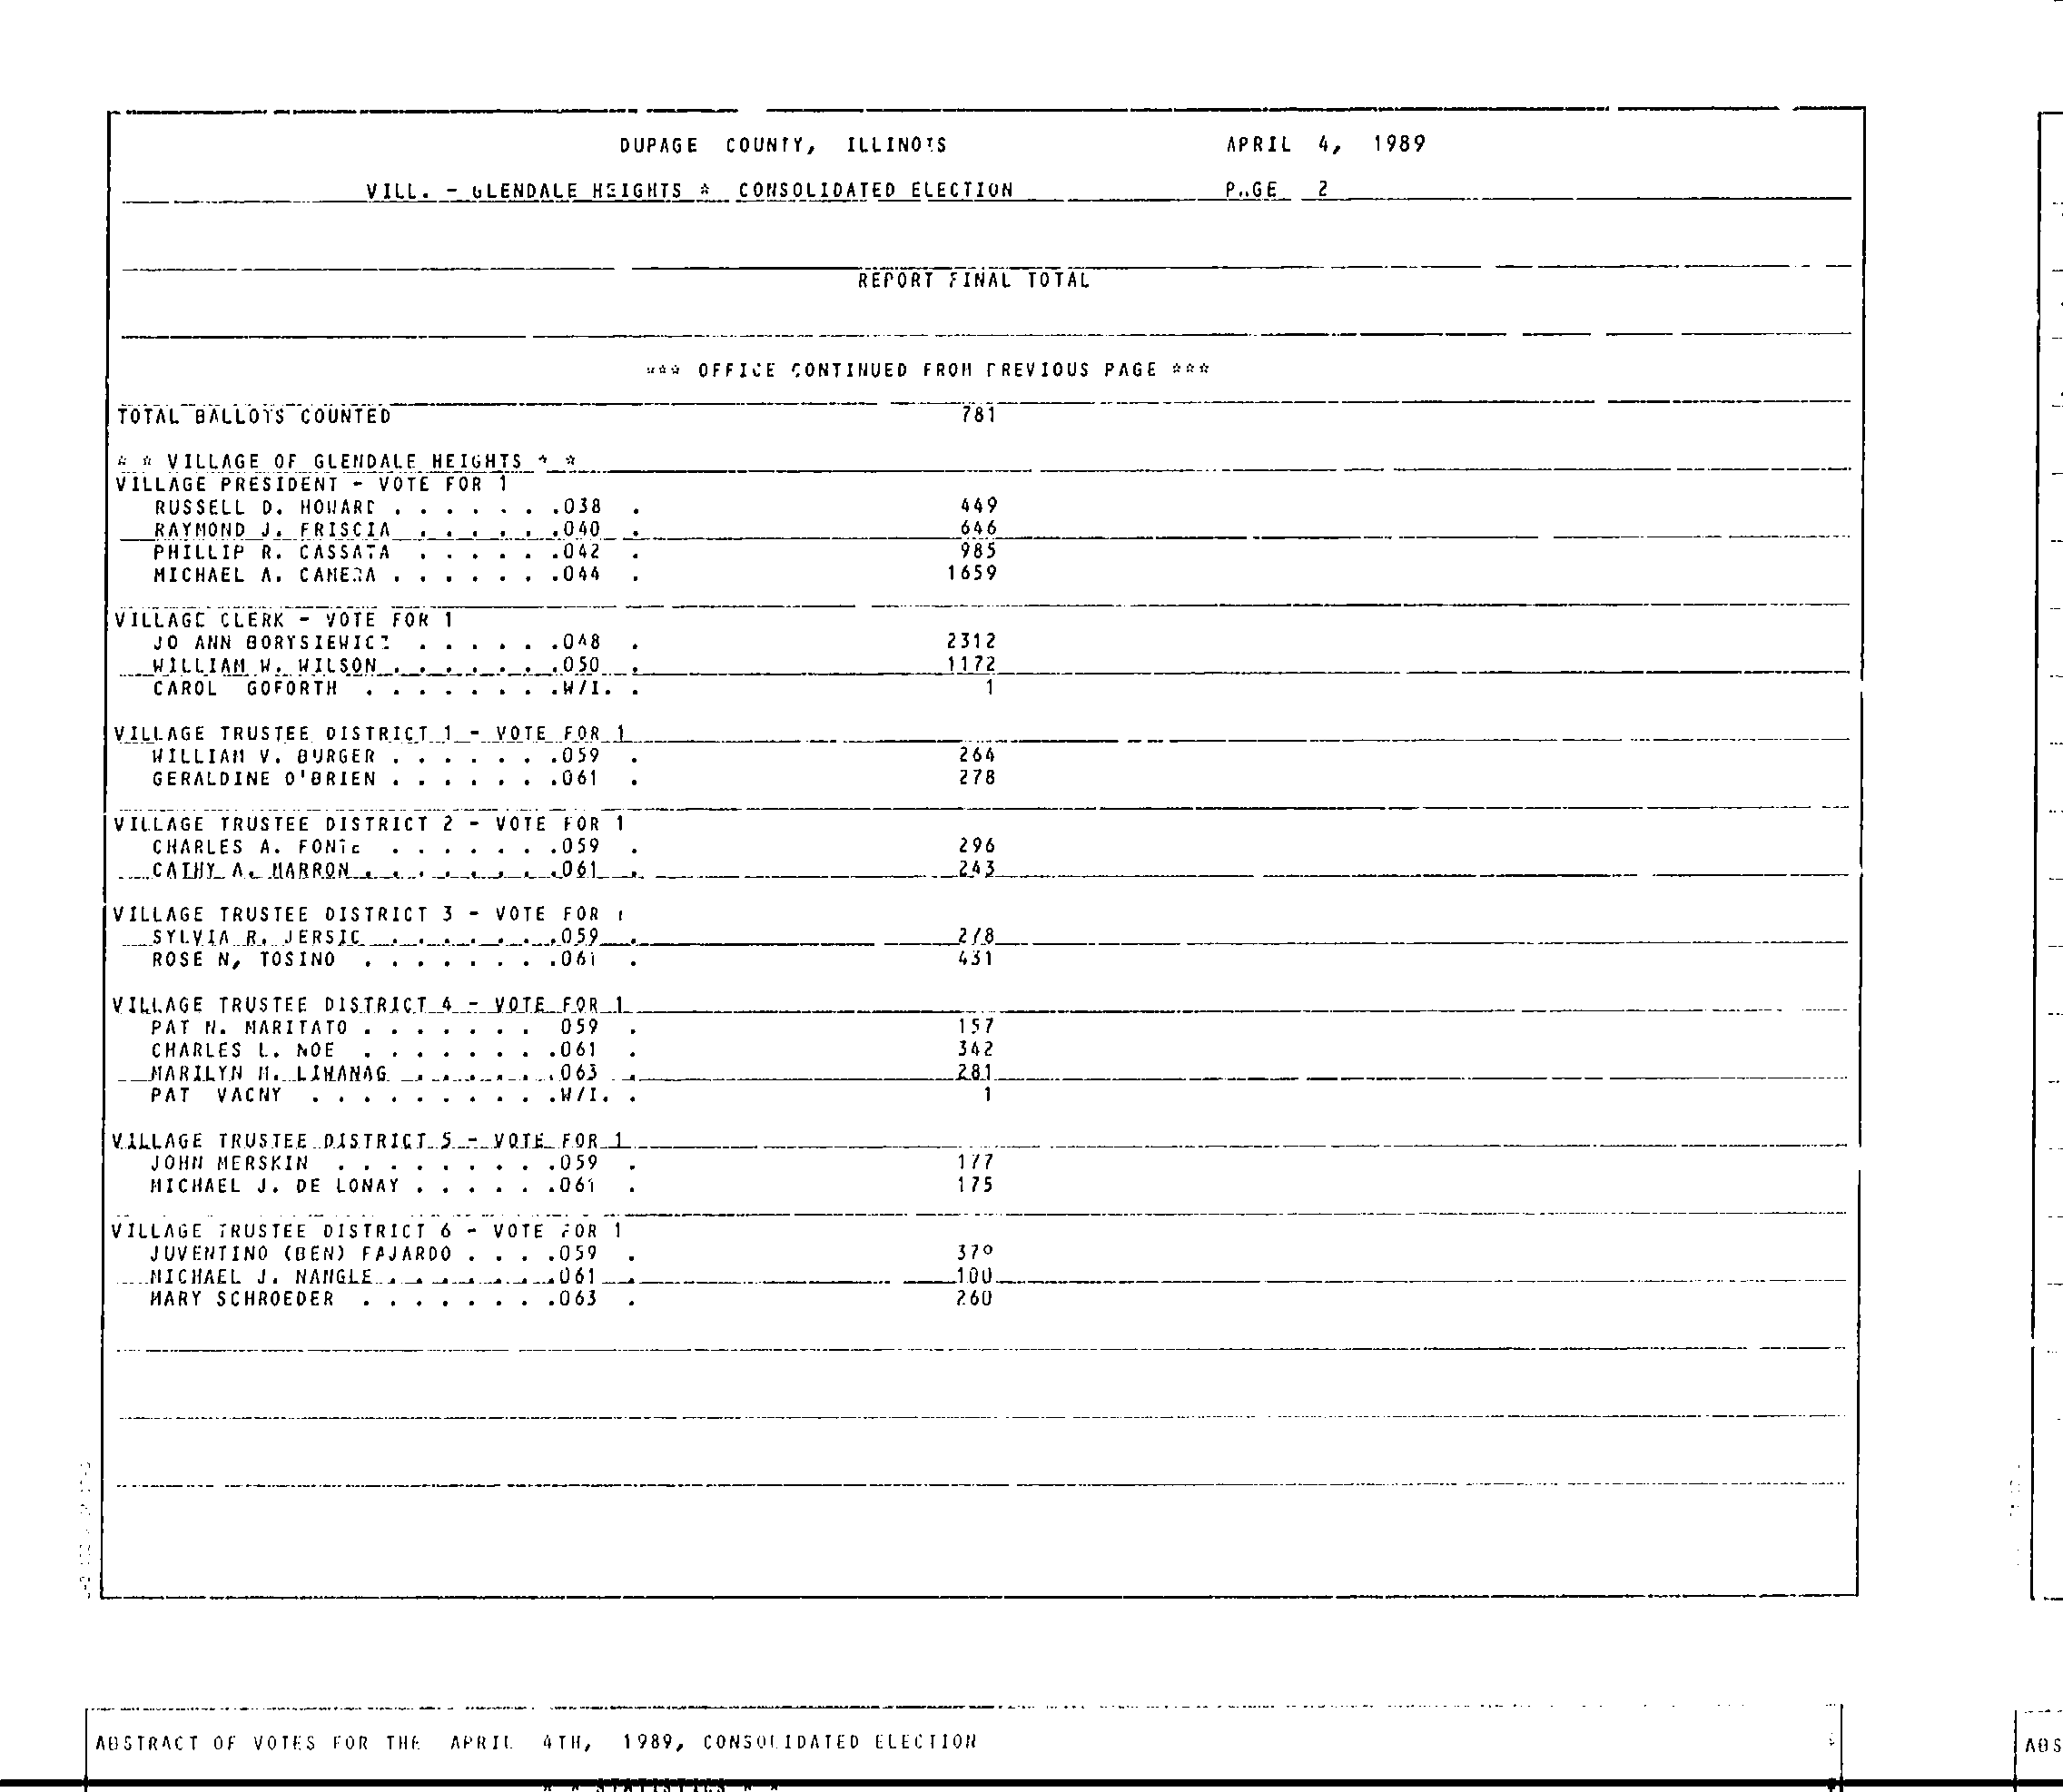 DUPAGE COUNTY, ILLINOIS APRIL 4, 1989
VILL. - GLENDALE HEIGHTS * CONSOLIDATED ELECTION PAGE 2
REPORT FINAL TOTAL
*** OFFICE CONTINUED FROM PREVIOUS PAGE ***
TOTAL BALLOTS COUNTED 781
* * VILLAGE OF GLENDALE HEIGHTS * *
VILLAGE PRESIDENT - VOTE FOR 1
RUSSELL D. HOWARD . . . . . . .038 . 449
RAYMOND J. FRISCIA . . . . . .040 . 646
PHILLIP R. CASSATA . . . . . .042 . 985
MICHAEL A. CAMERA . . . . . . .044 . 1659
VILLAGE CLERK - VOTE FOR 1
JO ANN BORYSIEWICZ . . . . . .048 . 2312
WILLIAM W. WILSON . . . . . . .050 . 1172
CAROL GOFORTH . . . . . . . .W/I. . 1
VILLAGE TRUSTEE DISTRICT 1 - VOTE FOR 1
WILLIAM V. BURGER . . . . . . .059 . 264
GERALDINE O'BRIEN . . . . . . .061 . 278
VILLAGE TRUSTEE DISTRICT 2 - VOTE FOR 1
CHARLES A. . . . . . . .059 . 296
CATHY A. MARRON . . . . . . . .061 . 243
VILLAGE TRUSTEE DISTRICT 3 - VOTE FOR 1
SYLVIA R. JERSIC . . . . . . .059 . 278
ROSE N, TOSINO . . . . . . . .061 . 431
VILLAGE TRUSTEE DISTRICT 4 - VOTE FOR 1
PAT N. MARITATO . . . . . . . 059 . 157
CHARLES L. NOE . . . . . . . .061 . 342
MARILYN M. LIMANAG . . . . . .063 . 281
PAT VACNY . . . . . . . . . .W/I. . 1
VILLAGE TRUSTEE DISTRICT 5 - VOTE FOR 1
JOHN MERSKIN . . . . . . . . .059 . 177
MICHAEL J. DE LONAY . . . . . .061 . 175
VILLAGE TRUSTEE DISTRICT 6 - VOTE FOR 1
JUVENTINO (BEN) FAJARDO . . . .059 . 379
MICHAEL J. NANGLE . . . . . . .061 . 100
MARY SCHROEDER . . . . . . . .063 . 260
ABSTRACT OF VOTES FOR THE APRIL 4TH, 1989, CONSOLIDATED ELECTION
* * STATISTICS * *
ABS